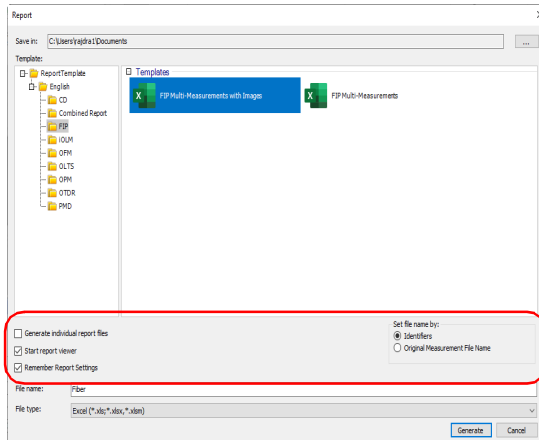 Report
Save in: C:\Users\rajdra1\Documents ...
Template:
ReportTemplate
English
CD
Combined Report
FIP
iOLM
OFM
OLTS
OPM
OTDR
PMD
Templates
FIP Multi-Measurements with Images FIP Multi-Measurements
Generate individual report files
Start report viewer
Remember Report Settings
Set file name by:
Identifiers
Original Measurement File Name
File name: Fiber
File type: Excel (*.xls;*.xlsx,*.xlsm)
Generate Cancel